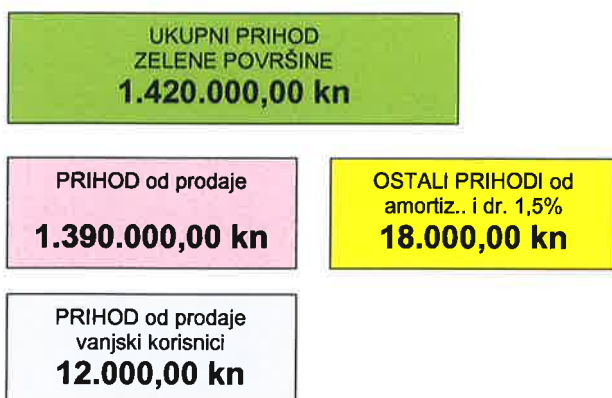 UKUPNI PRIHOD
ZELENE POVRŠINE
1.420.000,00 kn
PRIHOD od prodaje
1.390.000,00 kn
OSTALI PRIHODI od
amortiz.. i dr. 1,5%
18.000,00 kn
PRIHOD od prodaje
vanjski korisnici
12.000,00 kn